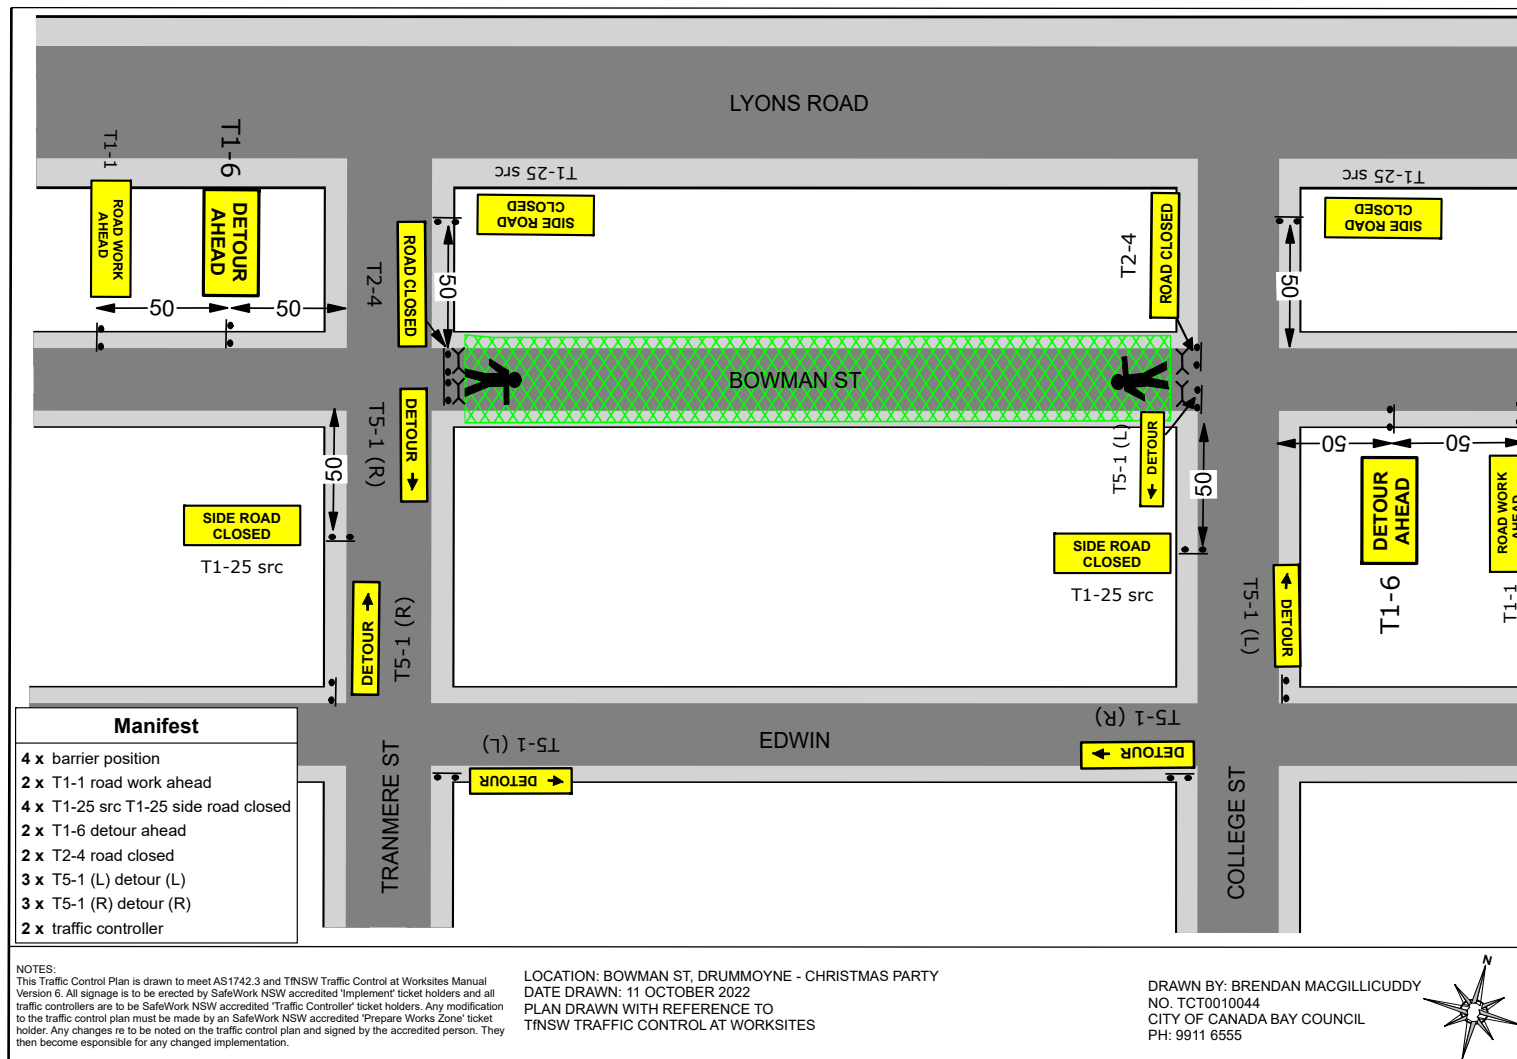 LYONS ROAD
T1-1
ROAD WORK
AHEAD
T1-6
DETOUR
AHEAD
50
50
T2-4
ROAD CLOSED
T1-25 src
SIDE ROAD
CLOSED
50
T2-4
ROAD CLOSED
T1-25 src
SIDE ROAD
CLOSED
50
BOWMAN ST
T5-1 (R)
DETOUR
50
SIDE ROAD
CLOSED
T1-25 src
T5-1 (L)
DETOUR
50
SIDE ROAD
CLOSED
T1-25 src
50
50
DETOUR
AHEAD
T1-6
ROAD WORK
AHEAD
T1-1
DETOUR
T5-1 (R)
T5-1 (L)
DETOUR
T5-1 (L)
DETOUR
EDWIN
T5-1 (R)
DETOUR
TRANMERE ST
COLLEGE ST
Manifest
4 x barrier position
2 x T1-1 road work ahead
4 x T1-25 src T1-25 side road closed
2 x T1-6 detour ahead
2 x T2-4 road closed
3 x T5-1 (L) detour (L)
3 x T5-1 (R) detour (R)
2 x traffic controller
NOTES:
This Traffic Control Plan is drawn to meet AS1742.3 and TfNSW Traffic Control at Worksites Manual
Version 6. All signage is to be erected by SafeWork NSW accredited 'Implement' ticket holders and all
traffic controllers are to be SafeWork NSW accredited 'Traffic Controller' ticket holders. Any modification
to the traffic control plan must be made by an SafeWork NSW accredited 'Prepare Works Zone' ticket
holder. Any changes re to be noted on the traffic control plan and signed by the accredited person. They
then become esponsible for any changed implementation.
LOCATION: BOWMAN ST, DRUMMOYNE - CHRISTMAS PARTY
DATE DRAWN: 11 OCTOBER 2022
PLAN DRAWN WITH REFERENCE TO
TfNSW TRAFFIC CONTROL AT WORKSITES
DRAWN BY: BRENDAN MACGILLICUDDY
NO. TCT0010044
CITY OF CANADA BAY COUNCIL
PH: 9911 6555
N